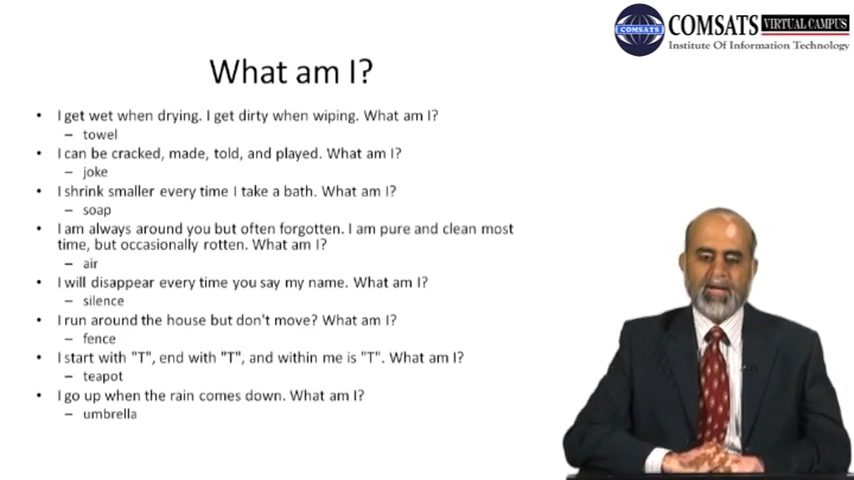 COMSATS VIRTUAL CAMPUS
COMSATS
Institute Of Information Technology
What am I?
• I get wet when drying. I get dirty when wiping. What am I?
– towel
• I can be cracked, made, told, and played. What am I?
– joke
• I shrink smaller every time I take a bath. What am I?
– soap
• I am always around you but often forgotten. I am pure and clean most
time, but occasionally rotten. What am I?
– air
• I will disappear every time you say my name. What am I?
– silence
• I run around the house but don't move? What am I?
– fence
• I start with "T", end with "T", and within me is "T". What am I?
– teapot
• I go up when the rain comes down. What am I?
– umbrella